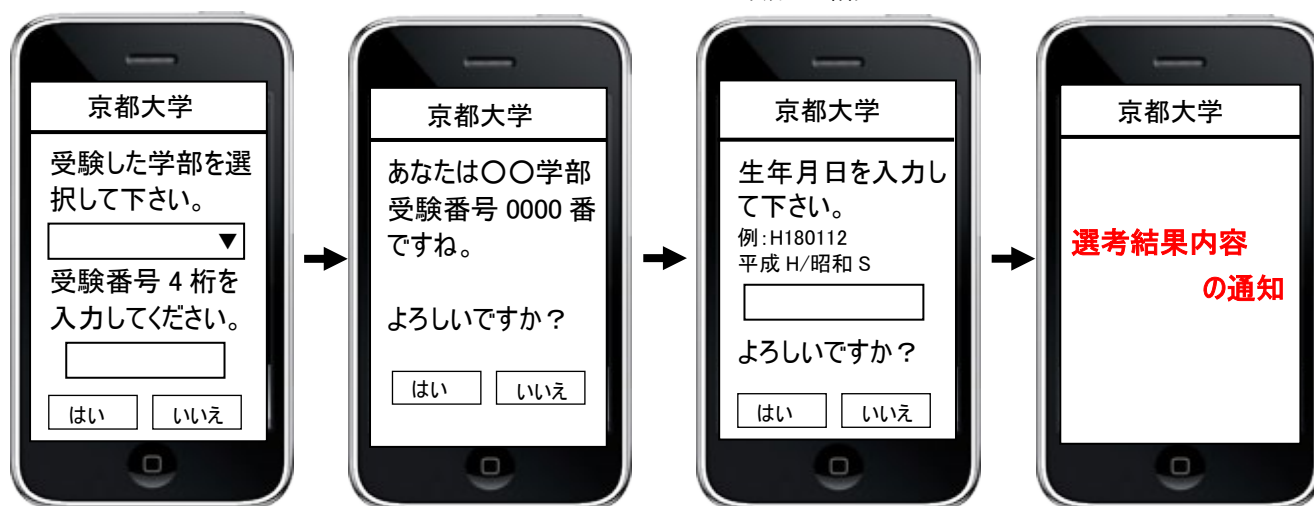 京都大学
受験した学部を選
択して下さい。
▼
受験番号 4 桁を
入力してください。
はい いいえ
京都大学
あなたは〇〇学部
受験番号 0000 番
ですね。
よろしいですか？
はい いいえ
京都大学
生年月日を入力し
て下さい。
例:H180112
平成 H/昭和 S
よろしいですか？
はい いいえ
京都大学
選考結果内容
の通知